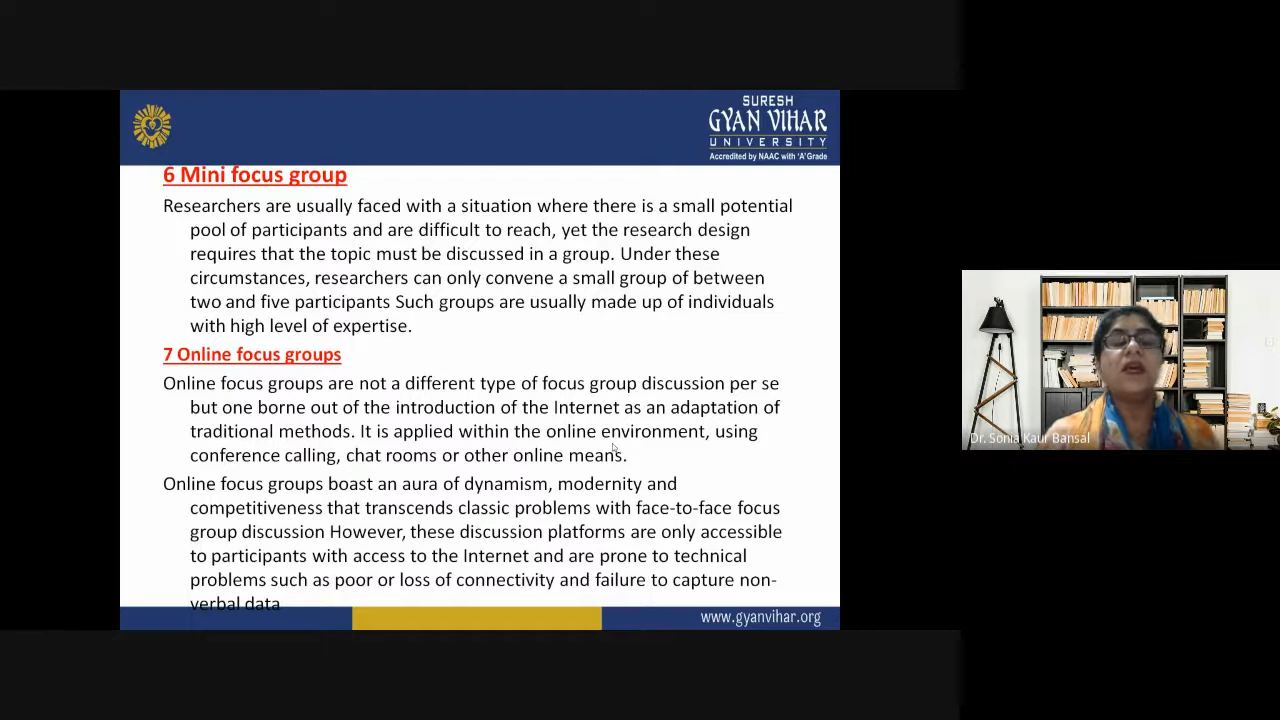 SURESH
GYAN VIHAR
UNIVERSITY
Accredited by NAAC with 'A' Grade
6 Mini focus group
Researchers are usually faced with a situation where there is a small potential
pool of participants and are difficult to reach, yet the research design
requires that the topic must be discussed in a group. Under these
circumstances, researchers can only convene a small group of between
two and five participants Such groups are usually made up of individuals
with high level of expertise.
7 Online focus groups
Online focus groups are not a different type of focus group discussion per se
but one borne out of the introduction of the Internet as an adaptation of
traditional methods. It is applied within the online environment, using
conference calling, chat rooms or other online means.
Online focus groups boast an aura of dynamism, modernity and
competitiveness that transcends classic problems with face-to-face focus
group discussion However, these discussion platforms are only accessible
to participants with access to the Internet and are prone to technical
problems such as poor or loss of connectivity and failure to capture non-
verbal data
www.gyanvihar.org
Dr. Sonia Kaur Bansal